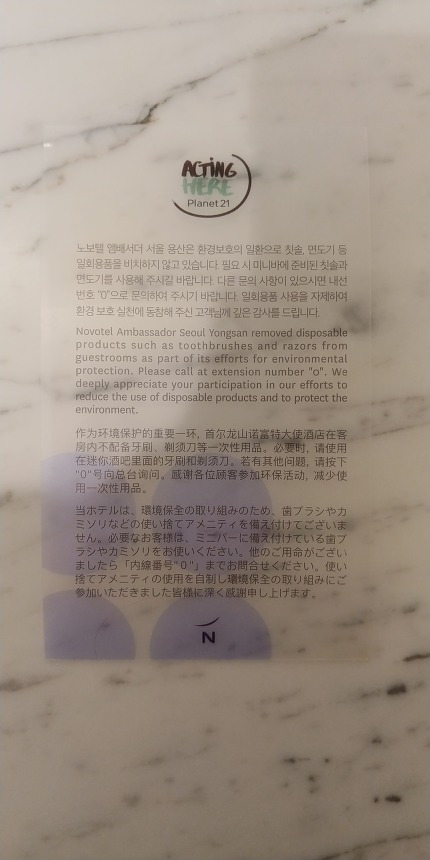 ACTING
HERE
Planet 21
노보텔 앰배서더 서울 용산은 환경보호의 일환으로 칫솔, 면도기 등
일회용품을 비치하지 않고 있습니다. 필요 시 미니바에 준비된 칫솔과
면도기를 사용해 주시길 바랍니다. 다른 문의 사항이 있으시면 내선
번호 "0"으로 문의하여 주시기 바랍니다. 일회용품 사용을 자제하여
환경 보호 실천에 동참해 주신 고객님께 깊은 감사를 드립니다.
Novotel Ambassador Seoul Yongsan removed disposable
products such as toothbrushes and razors from
guestrooms as part of its efforts for environmental
protection. Please call at extension number "0". We
deeply appreciate your participation in our efforts to
reduce the use of disposable products and to protect the
environment.
作为环境保护的重要一环, 首尔龙山诺富特大使酒店在客
房内不配备牙刷、剃须刀等一次性用品。必要时, 请使用
在迷你酒吧里面的牙刷和剃须刀。若有其他问题, 请按下
"0"号向总台询问。感谢各位顾客参加环保活动, 减少使
用一次性用品。
当ホテルは、環境保全の取り組みのため、歯ブラシやカ
ミソリなどの使い捨てアメニティを備え付けてございま
せん。必要なお客様は、ミニバーに備え付けている歯ブ
ラシやカミソリをお使いください。他のご用命がござい
ましたら「内線番号"0"」までお問合せください。使い
捨てアメニティの使用を自制し環境保全の取り組みにご
参加いただきました皆様に深く感謝申し上げます。
N